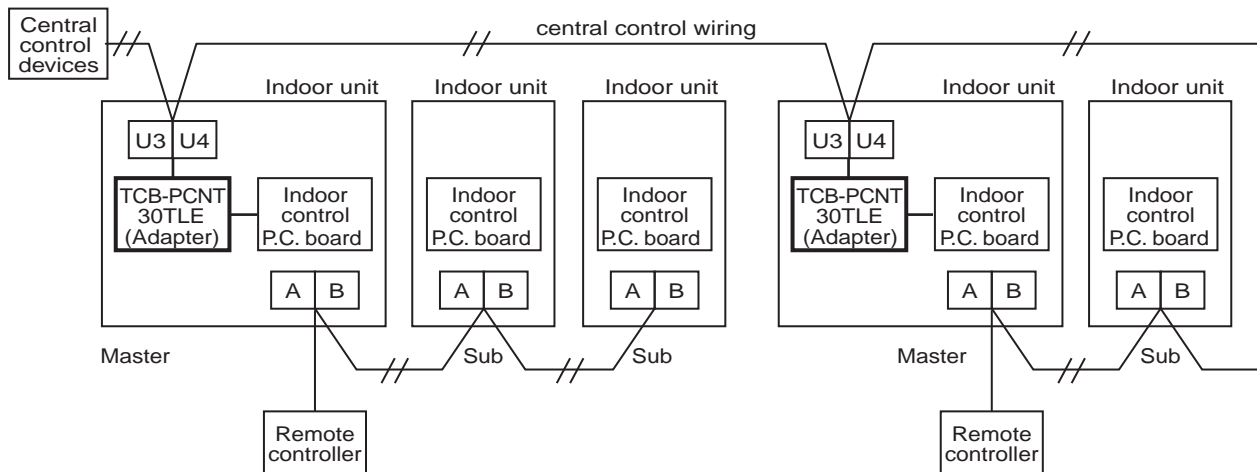 Central
control
devices
central control wiring
Indoor unit
Indoor unit
Indoor unit
Indoor unit
Indoor unit
U3 U4
U3 U4
TCB-PCNT
30TLE
(Adapter)
Indoor
control
P.C. board
Indoor
control
P.C. board
Indoor
control
P.C. board
TCB-PCNT
30TLE
(Adapter)
Indoor
control
P.C. board
Indoor
control
P.C. board
A B
A B
A B
A B
A B
Master
Sub
Sub
Master
Sub
Remote
controller
Remote
controller